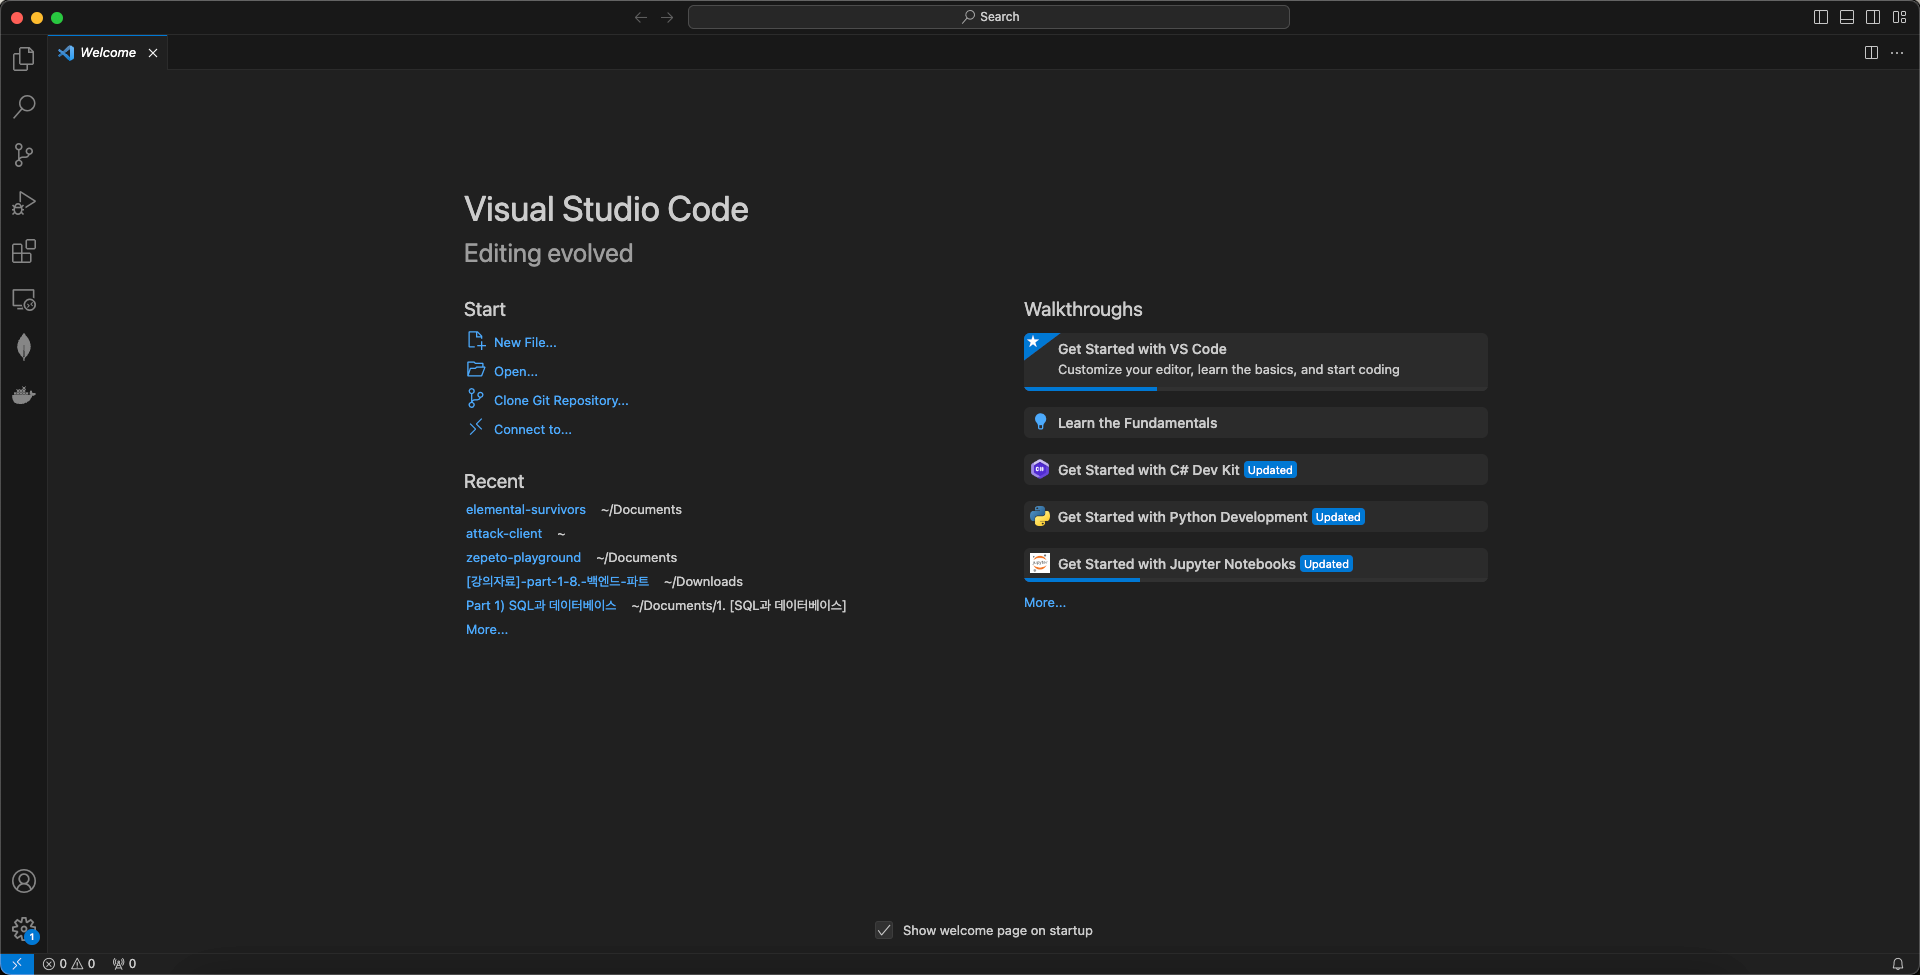 Search
Welcome
Visual Studio Code
Editing evolved
Start
New File...
Open...
Clone Git Repository...
Connect to...
Recent
elemental-survivors ~/Documents
attack-client ~
zepeto-playground ~/Documents
[강의자료]-part-1-8.-백엔드-파트 ~/Downloads
Part 1) SQL과 데이터베이스 ~/Documents/1. [SQL과 데이터베이스]
More...
Walkthroughs
Get Started with VS Code
Customize your editor, learn the basics, and start coding
Learn the Fundamentals
Get Started with C# Dev Kit Updated
Get Started with Python Development Updated
Get Started with Jupyter Notebooks Updated
More...
Show welcome page on startup
1
0 0 0